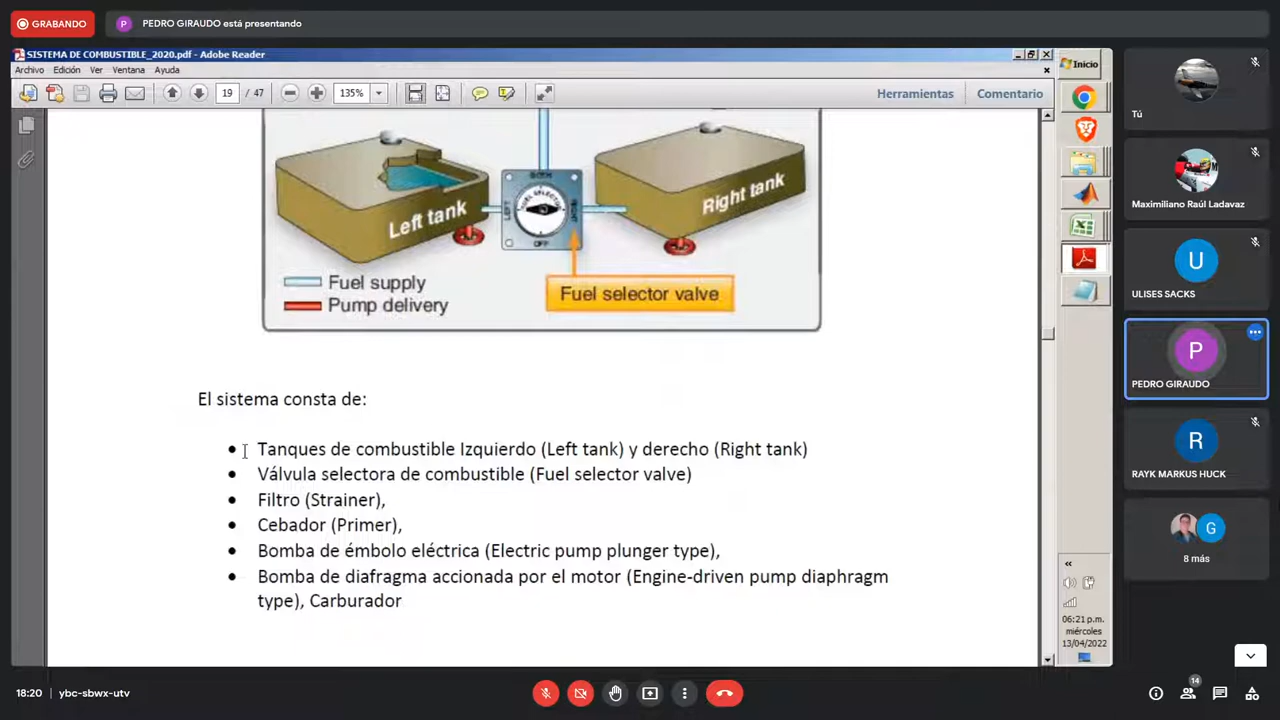 GRABANDO
P PEDRO GIRAUDO está presentando
SISTEMA DE COMBUSTIBLE_2020.pdf - Adobe Reader
Archivo Edición Ver Ventana Ayuda
19 / 47 135% Herramientas Comentario
Left tank
Right tank
FUEL SELECTOR
LEFT
RIGHT
OFF
Fuel supply
Pump delivery
Fuel selector valve
El sistema consta de:
• Tanques de combustible Izquierdo (Left tank) y derecho (Right tank)
• Válvula selectora de combustible (Fuel selector valve)
• Filtro (Strainer),
• Cebador (Primer),
• Bomba de émbolo eléctrica (Electric pump plunger type),
• Bomba de diafragma accionada por el motor (Engine-driven pump diaphragm
type), Carburador
Inicio
06:21 p.m.
miércoles
13/04/2022
Tú
Maximiliano Raúl Ladavaz
U
ULISES SACKS
P
PEDRO GIRAUDO
R
RAYK MARKUS HUCK
G
8 más
18:20 ybc-sbwx-utv
14